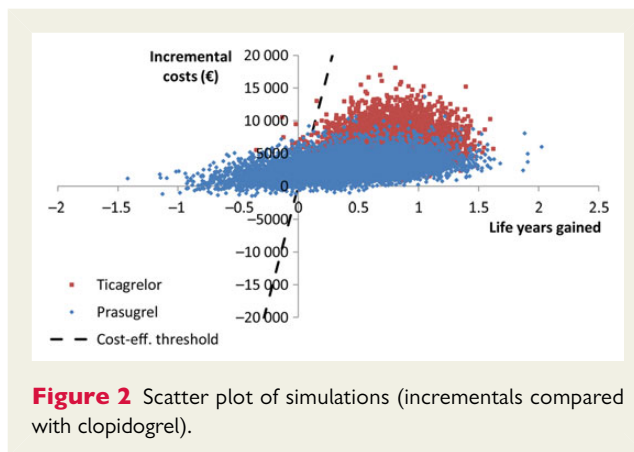 Incremental costs (€)
20 000
15 000
10 000
5000
0
−5000
−10 000
−15 000
−20 000
−2 −1.5 −1 −0.5 0 0.5 1 1.5 2 2.5
Life years gained
Ticagrelor
Prasugrel
Cost-eff. threshold
Figure 2 Scatter plot of simulations (incrementals compared
with clopidogrel).